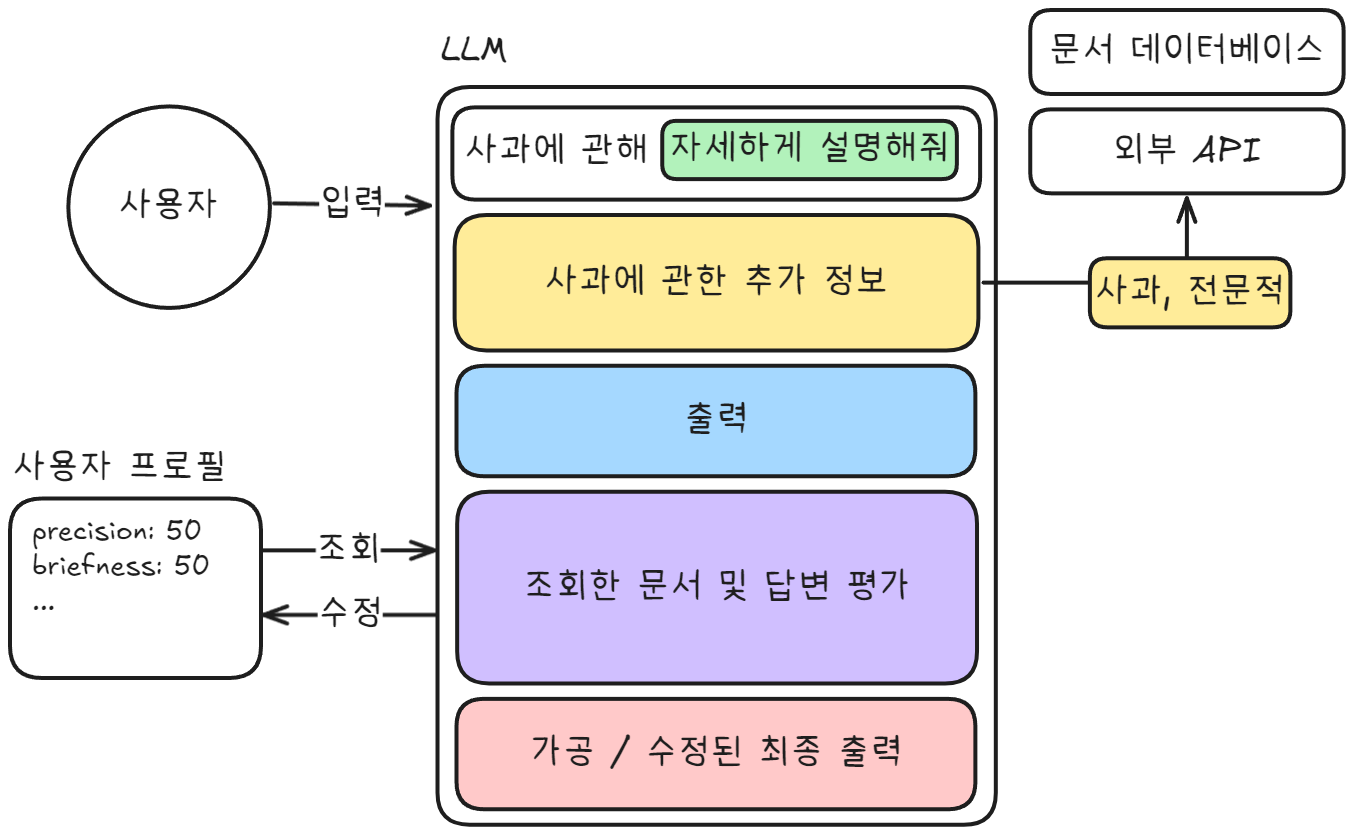 LLM
문서 데이터베이스
외부 API
사과에 관해 자세하게 설명해줘
사용자
입력
사과에 관한 추가 정보
사과, 전문적
출력
사용자 프로필
precision: 50
briefness: 50
...
조회
수정
조회한 문서 및 답변 평가
가공 / 수정된 최종 출력